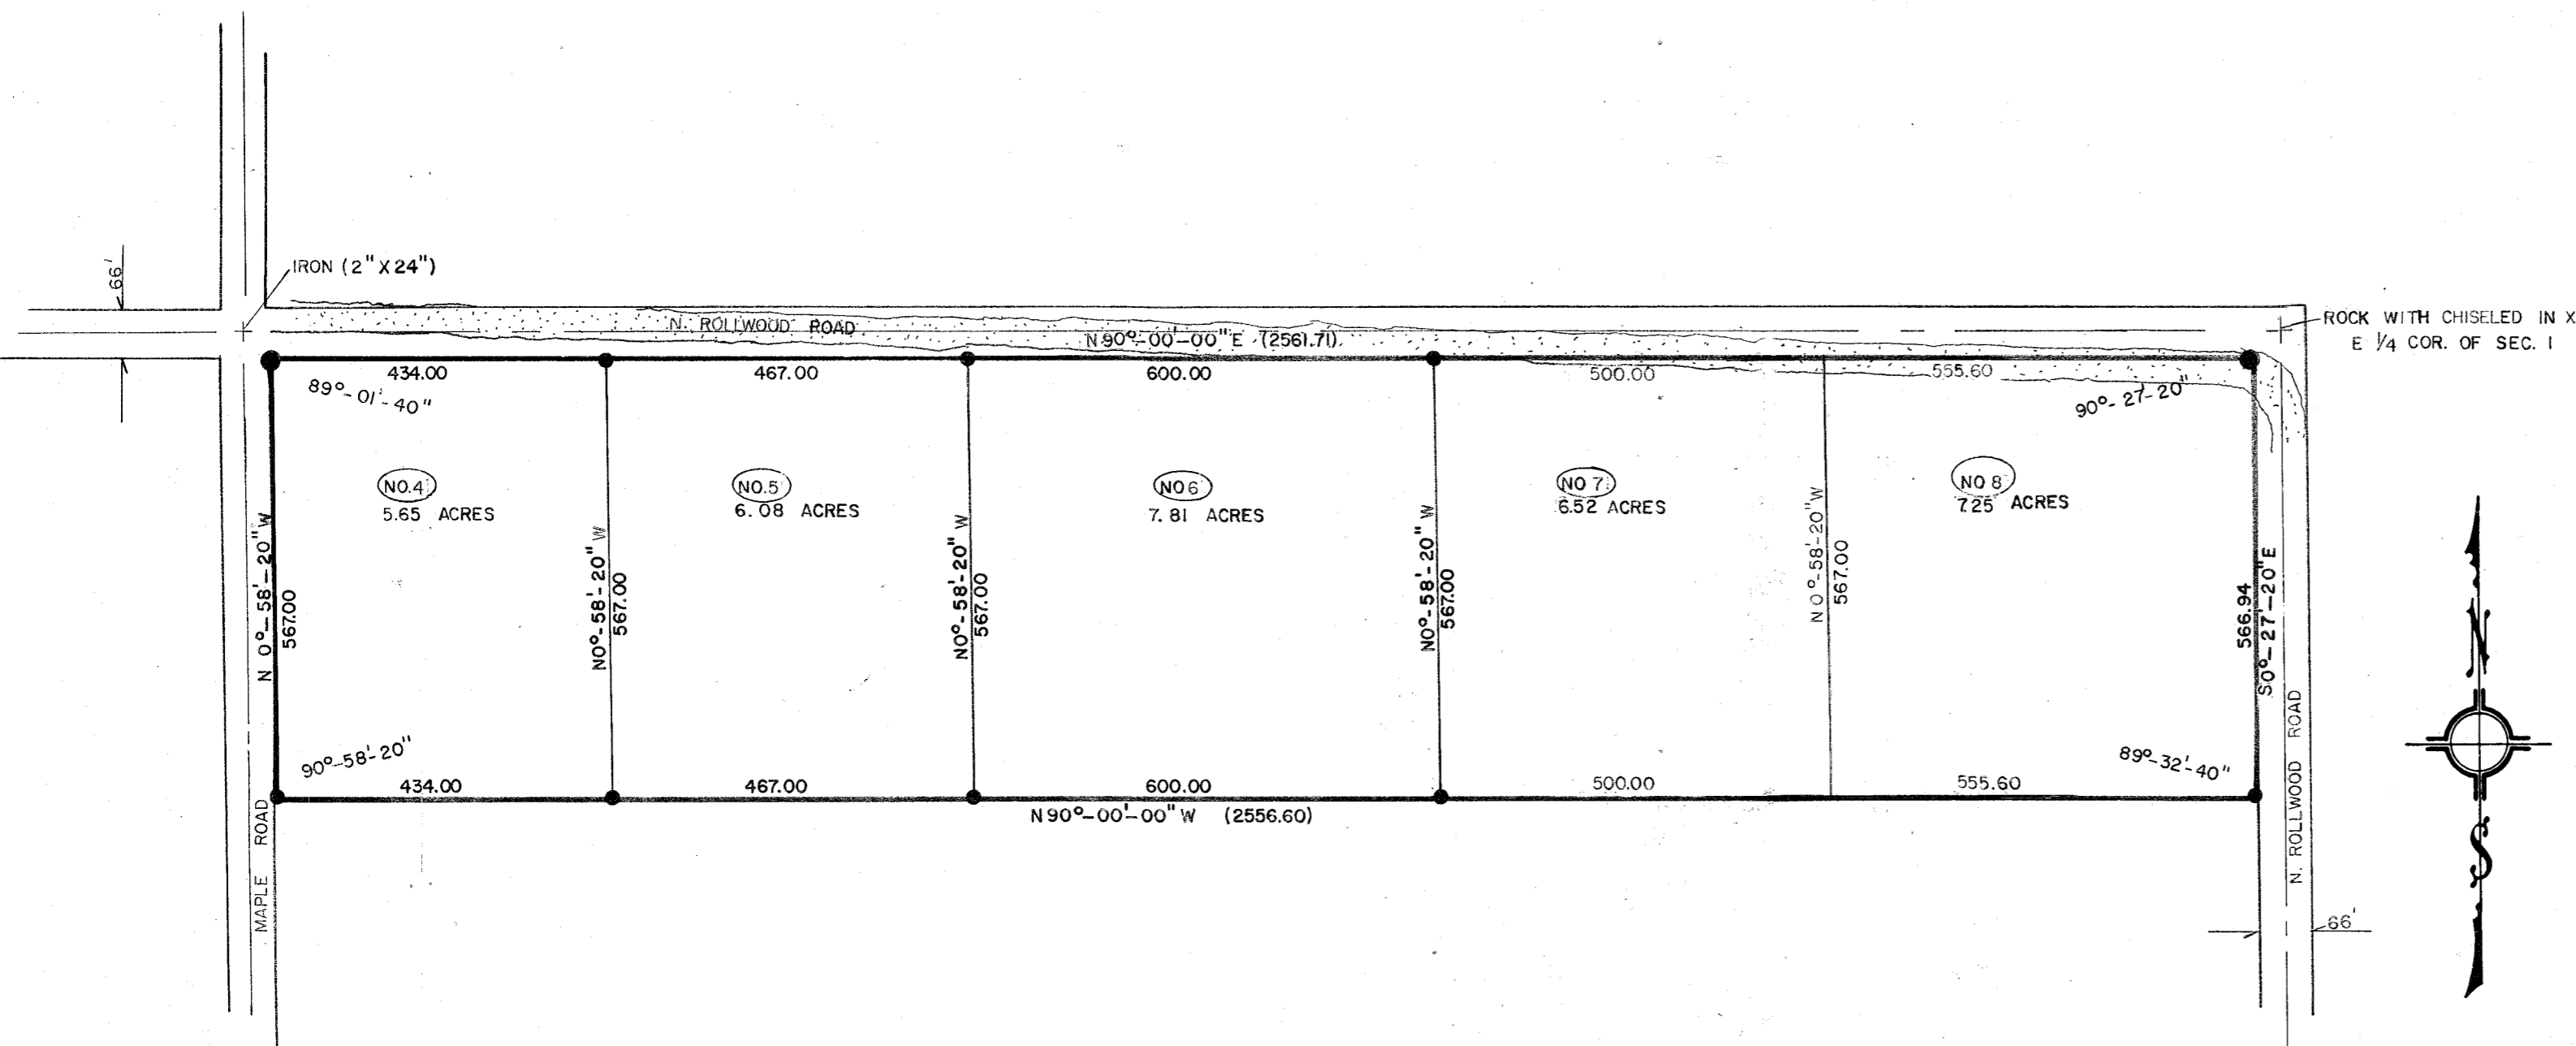 66'
IRON (2" X 24")
N. ROLLWOOD ROAD
N 90°-00'-00" E (2561.71)
ROCK WITH CHISELED IN X
E 1/4 COR. OF SEC. 1
434.00
467.00
600.00
500.00
555.60
89°-01'-40"
90°-27'-20"
NO.4
5.65 ACRES
NO.5
6.08 ACRES
NO 6
7.81 ACRES
NO 7
6.52 ACRES
NO 8
7.25 ACRES
N 0°-58'-20" W
567.00
N0°-58'-20" W
567.00
N0°-58'-20" W
567.00
N0°-58'-20" W
567.00
N 0°-58'-20" W
567.00
566.94
S0°-27'-20" E
N
S
90°-58'-20"
89°-32'-40"
434.00
467.00
600.00
500.00
555.60
N 90°-00'-00" W (2556.60)
MAPLE ROAD
N. ROLLWOOD ROAD
66'